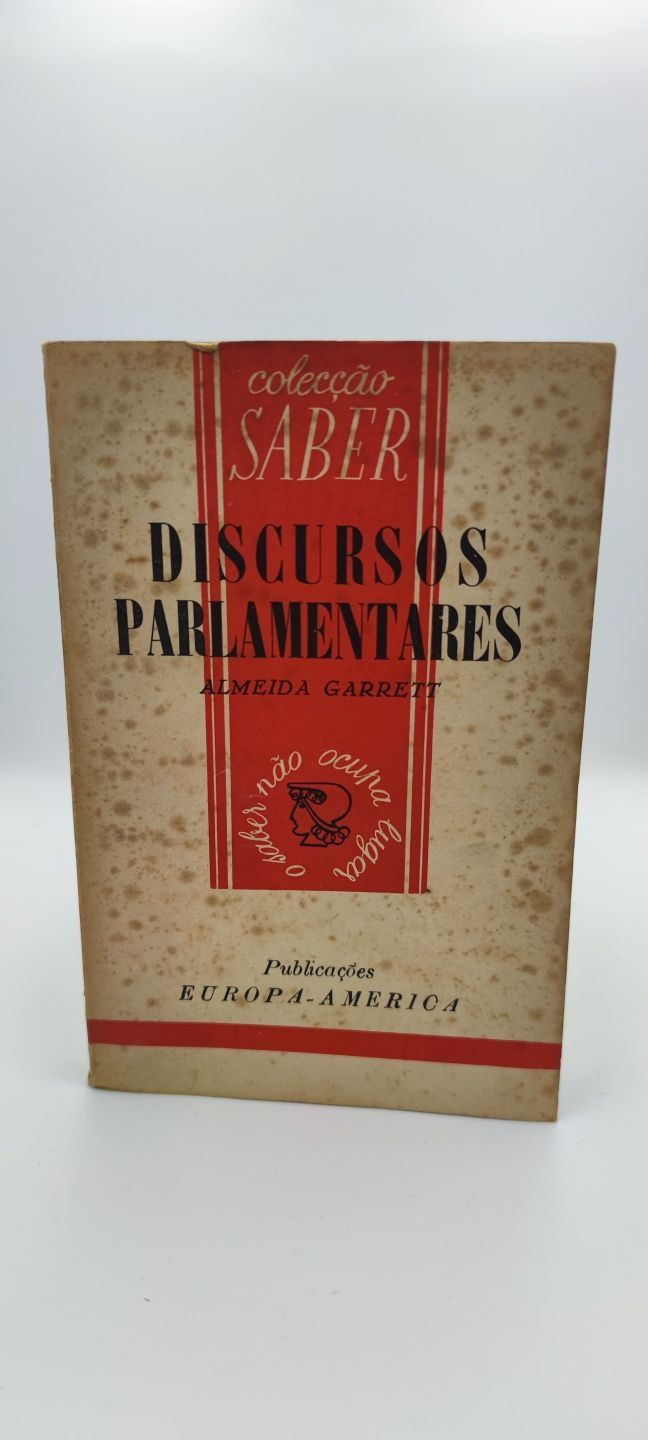 colecção
SABER
DISCURSOS
PARLAMENTARES
ALMEIDA GARRETT
o saber não ocupa lugar
Publicações
EUROPA-AMERICA